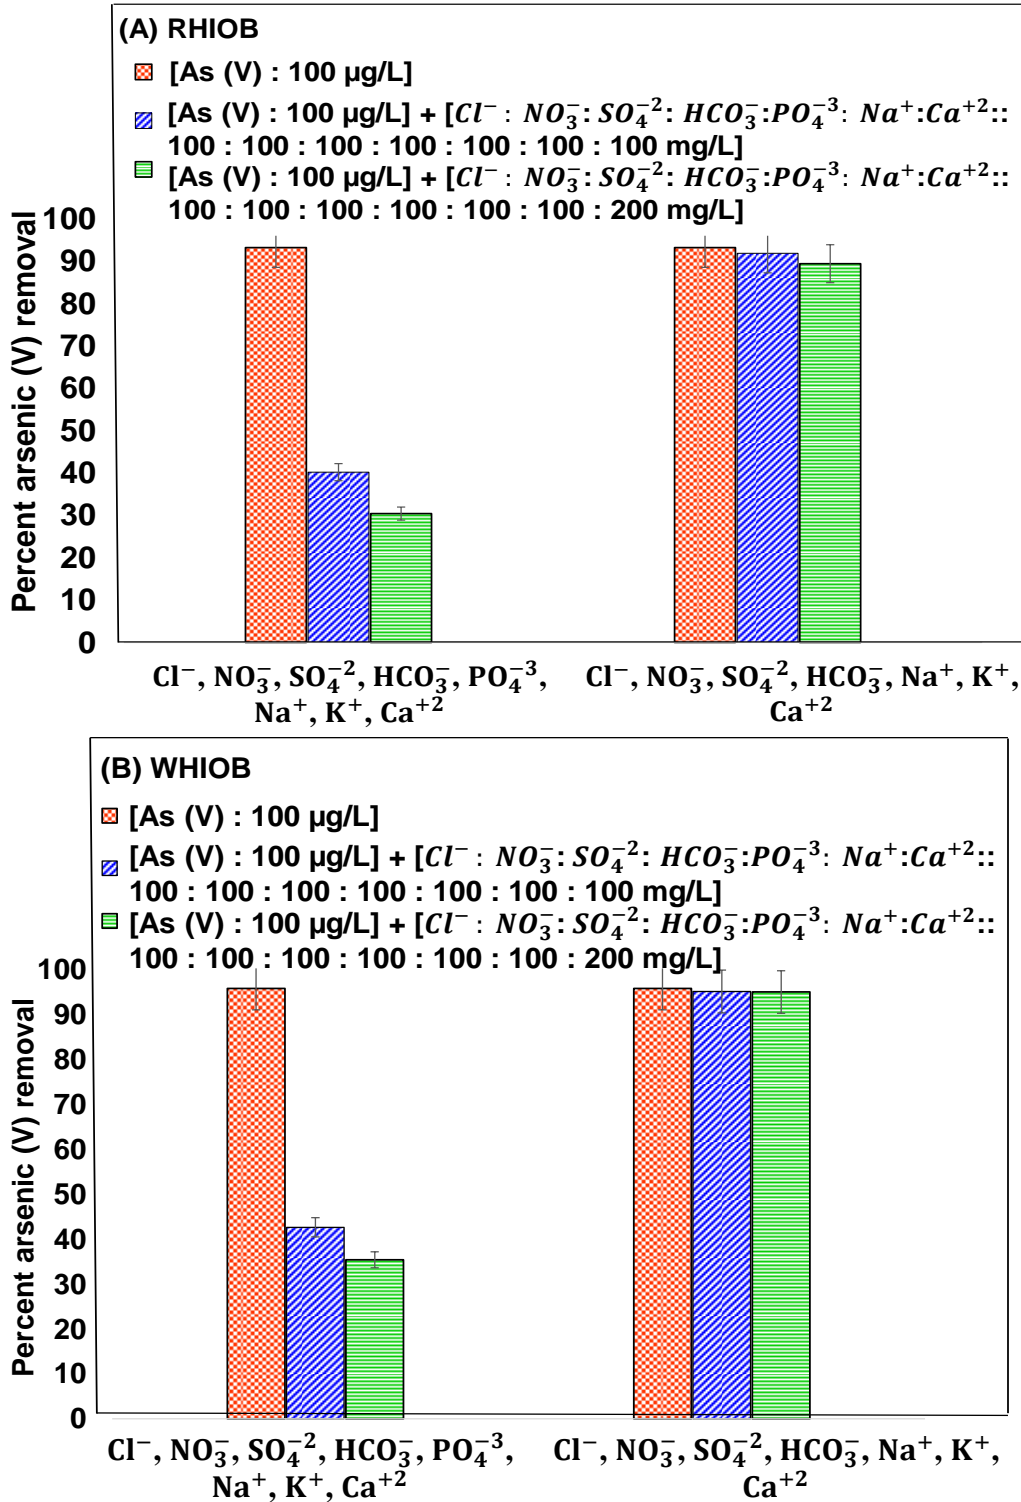 (A) RHIOB
[As (V) : 100 µg/L]
[As (V) : 100 µg/L] + [Cl⁻ : NO₃⁻: SO₄⁻²: HCO₃⁻:PO₄⁻³: Na⁺:Ca⁺²::
100 : 100 : 100 : 100 : 100 : 100 : 100 mg/L]
[As (V) : 100 µg/L] + [Cl⁻ : NO₃⁻: SO₄⁻²: HCO₃⁻:PO₄⁻³: Na⁺:Ca⁺²::
100 : 100 : 100 : 100 : 100 : 100 : 200 mg/L]
Percent arsenic (V) removal
100
90
80
70
60
50
40
30
20
10
0
Cl⁻, NO₃⁻, SO₄⁻², HCO₃⁻, PO₄⁻³,
Na⁺, K⁺, Ca⁺²
Cl⁻, NO₃⁻, SO₄⁻², HCO₃⁻, Na⁺, K⁺,
Ca⁺²
(B) WHIOB
[As (V) : 100 µg/L]
[As (V) : 100 µg/L] + [Cl⁻ : NO₃⁻: SO₄⁻²: HCO₃⁻:PO₄⁻³: Na⁺:Ca⁺²::
100 : 100 : 100 : 100 : 100 : 100 : 100 mg/L]
[As (V) : 100 µg/L] + [Cl⁻ : NO₃⁻: SO₄⁻²: HCO₃⁻:PO₄⁻³: Na⁺:Ca⁺²::
100 : 100 : 100 : 100 : 100 : 100 : 200 mg/L]
Percent arsenic (V) removal
100
90
80
70
60
50
40
30
20
10
0
Cl⁻, NO₃⁻, SO₄⁻², HCO₃⁻, PO₄⁻³,
Na⁺, K⁺, Ca⁺²
Cl⁻, NO₃⁻, SO₄⁻², HCO₃⁻, Na⁺, K⁺,
Ca⁺²